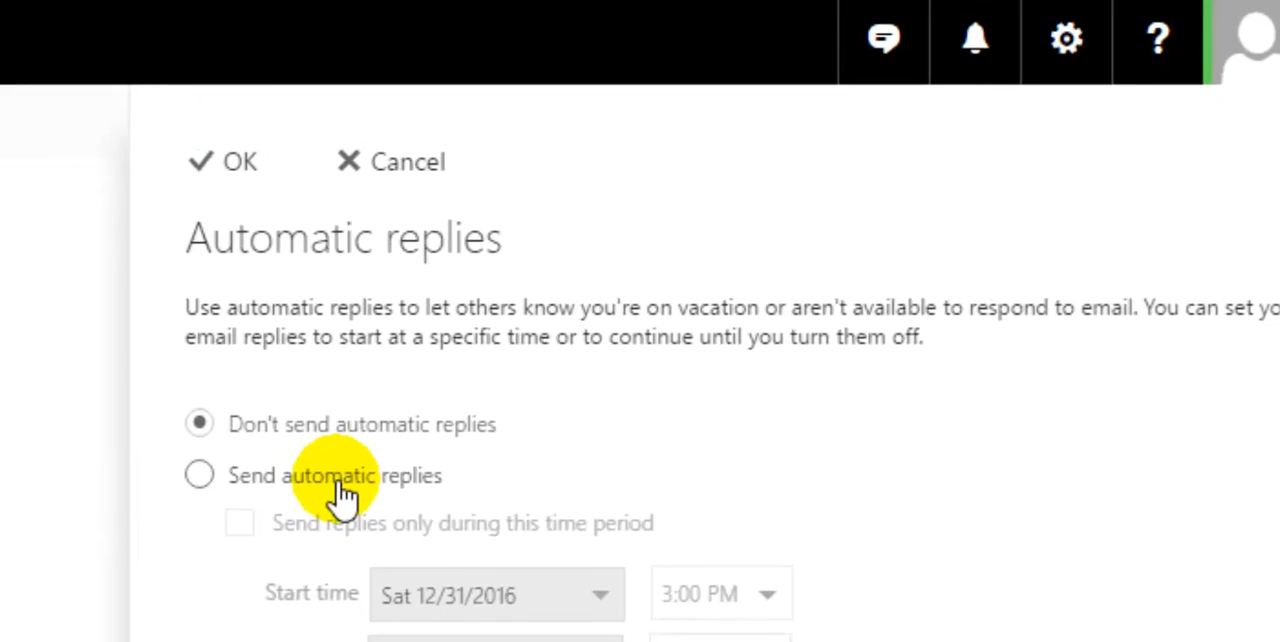 ?
OK
Cancel
Automatic replies
Use automatic replies to let others know you're on vacation or aren't available to respond to email. You can set
email replies to start at a specific time or to continue until you turn them off.
Don't send automatic replies
Send automatic replies
Send replies only during this time period
Start time
Sat 12/31/2016
3:00 PM